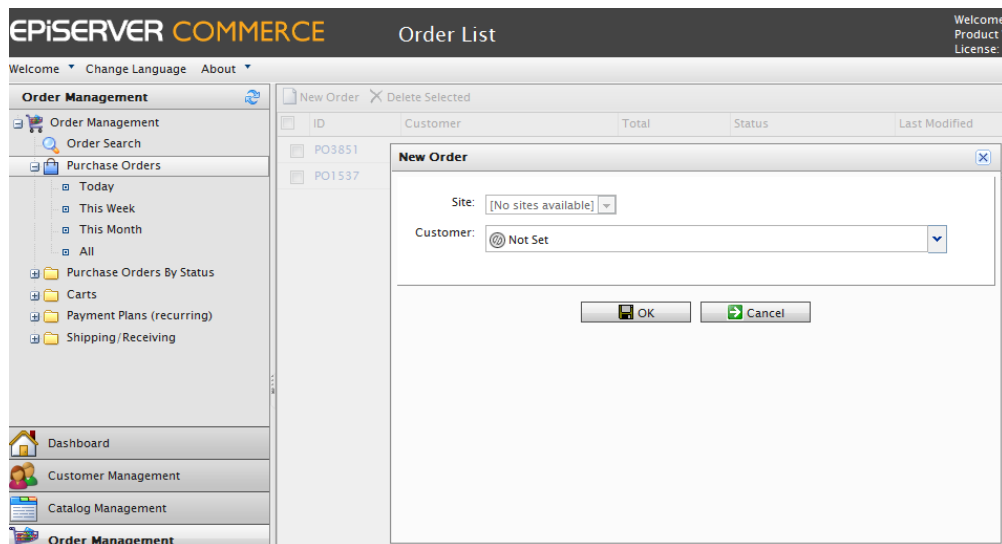 EPiSERVER COMMERCE
Order List
Welcome
Product
License:
Welcome Change Language About
Order Management
New Order Delete Selected
Order Management
ID Customer Total Status Last Modified
Order Search
PO3851
New Order
Purchase Orders
PO1537
Today
Site: [No sites available]
This Week
This Month
Customer: Not Set
All
Purchase Orders By Status
Carts
Payment Plans (recurring)
OK Cancel
Shipping/Receiving
Dashboard
Customer Management
Catalog Management
Order Management